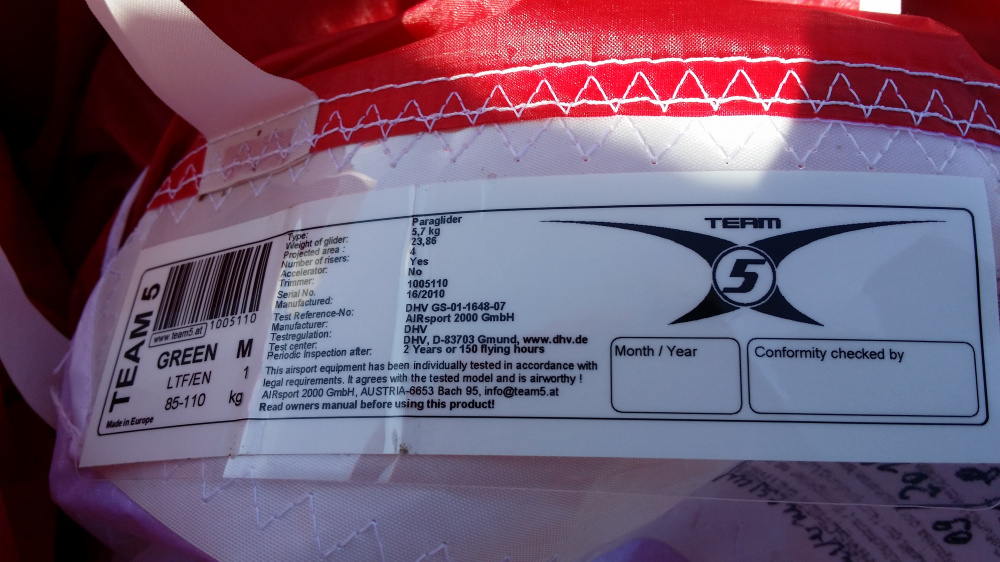 TEAM 5
www.team5.at
1005110
GREEN M
LTF/EN 1
85-110 kg
Made in Europe
Type: Paraglider
Weight of glider: 5,7 kg
Projected area : 23,86
Number of risers: 4
Accelerator: Yes
Trimmer: No
Serial No. 1005110
Manufactured: 16/2010
Test Reference-No: DHV GS-01-1648-07
Manufacturer: AIRsport 2000 GmbH
Testregulation: DHV
Test center: DHV, D-83703 Gmund, www.dhv.de
Periodic inspection after: 2 Years or 150 flying hours
This airsport equipment has been individually tested in accordance with
legal requirements. It agrees with the tested model and is airworthy !
AIRsport 2000 GmbH, AUSTRIA-6653 Bach 95, info@team5.at
Read owners manual before using this product!
TEAM
5
Month / Year
Conformity checked by